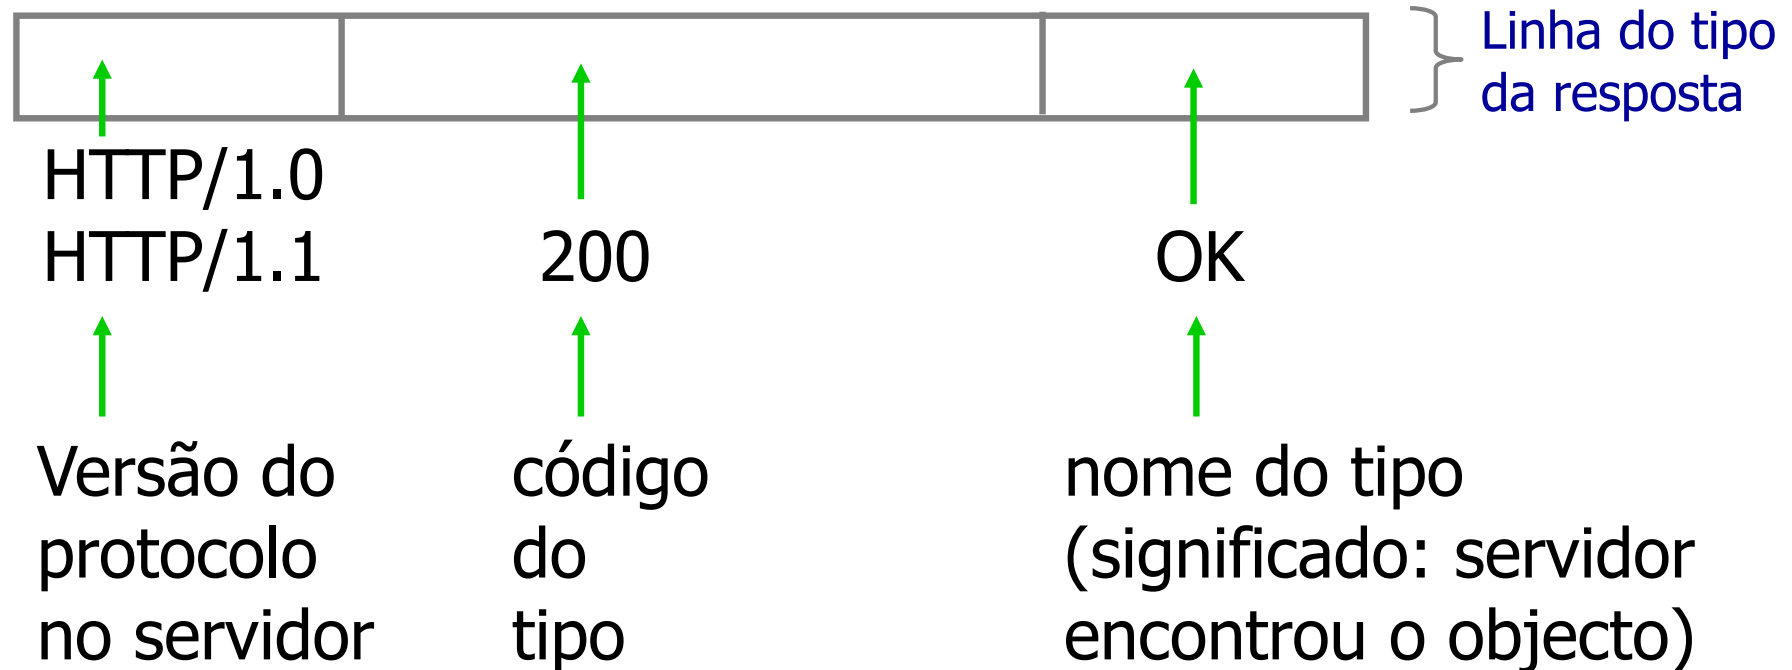 Linha do tipo
da resposta
HTTP/1.0
HTTP/1.1 200 OK
Versão do
protocolo
no servidor
código
do
tipo
nome do tipo
(significado: servidor
encontrou o objecto)